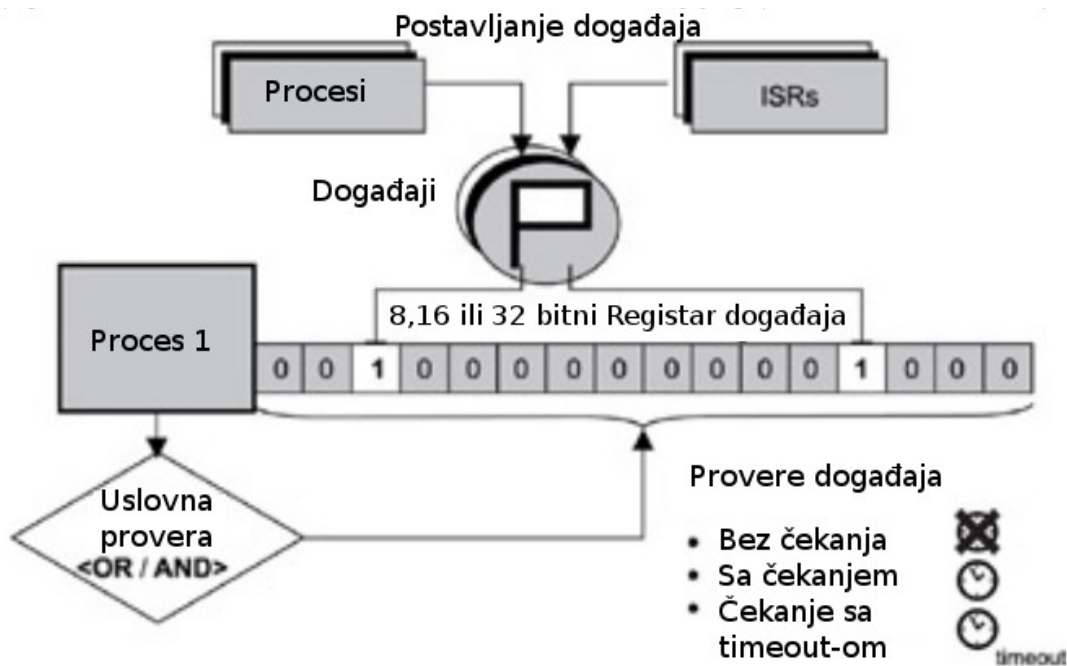 Postavljanje događaja
Procesi
ISRs
Događaji
8,16 ili 32 bitni Registar događaja
Proces 1
0 0 1 0 0 0 0 0 0 0 0 0 1 0 0 0
Uslovna
provera
<OR / AND>
Provere događaja
• Bez čekanja
• Sa čekanjem
• Čekanje sa
timeout-om
timeout